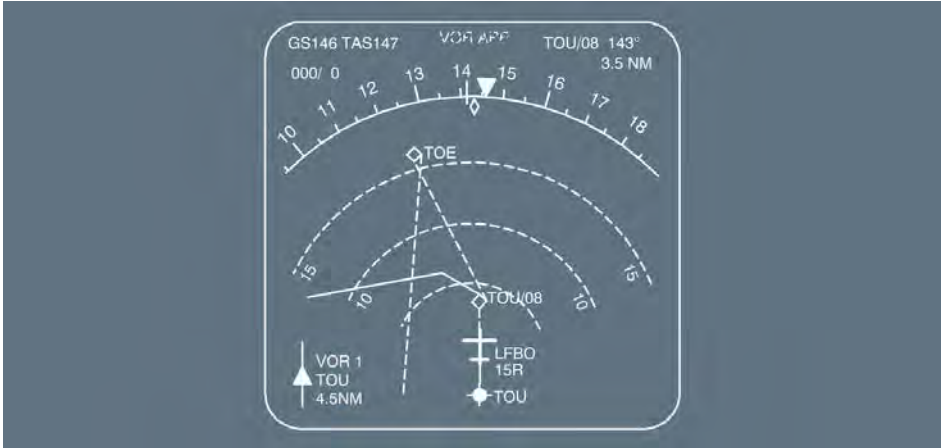 GS146 TAS147
VOR APP
TOU/08 143°
3.5 NM
000/ 0
10 11 12 13 14 15 16 17 18
TOE
15 15
10 10
TOU/08
LFBO
15R
TOU
VOR 1
TOU
4.5NM